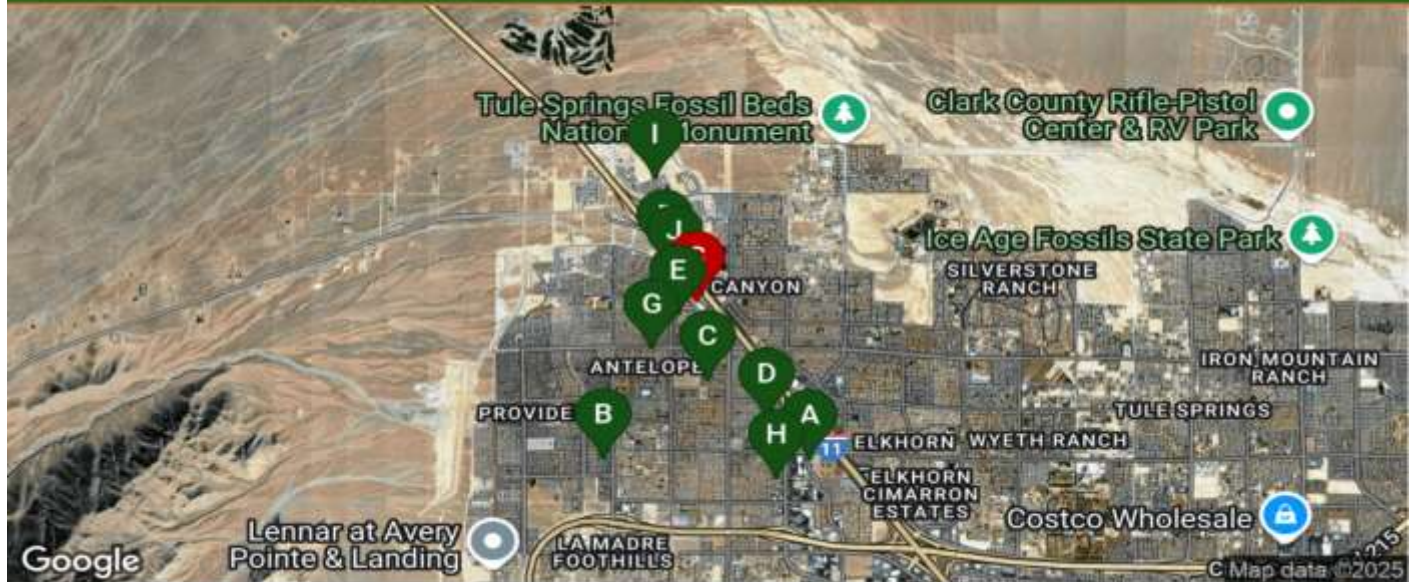 Tule Springs Fossil Beds
National Monument
Clark County Rifle-Pistol
Center & RV Park
I
J
Ice Age Fossils State Park
E
CANYON
SILVERSTONE
RANCH
G
C
ANTELOPE
IRON MOUNTAIN
RANCH
D
PROVIDE
B
A
TULE SPRINGS
H
11
ELKHORN
WYETH RANCH
ELKHORN
CIMARRON
ESTATES
Costco Wholesale
Lennar at Avery
Pointe & Landing
LA MADRE
FOOTHILLS
Google
215
Map data ©2025